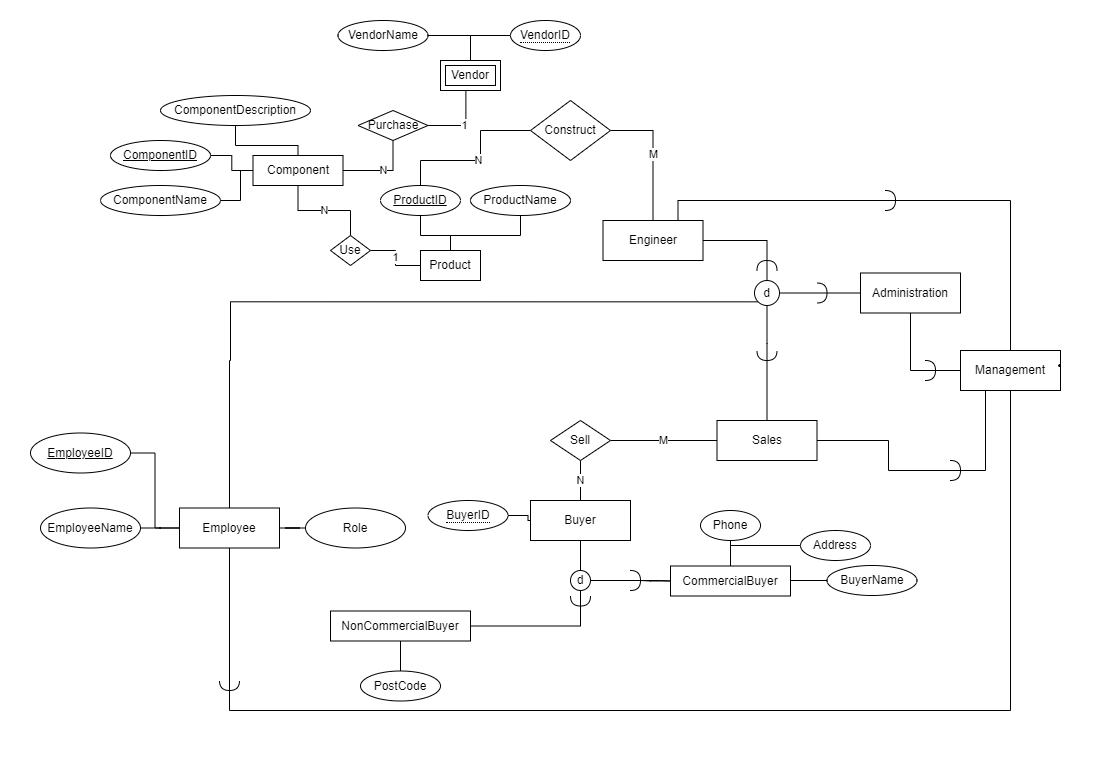 VendorName
VendorID
Vendor
ComponentDescription
Purchase
1
Construct
ComponentID
Component
N
N
M
ComponentName
ProductID
ProductName
N
Use
1
Product
Engineer
d
Administration
Management
EmployeeID
Sell
M
Sales
N
BuyerID
Buyer
EmployeeName
Employee
Role
Phone
Address
d
CommercialBuyer
BuyerName
NonCommercialBuyer
PostCode